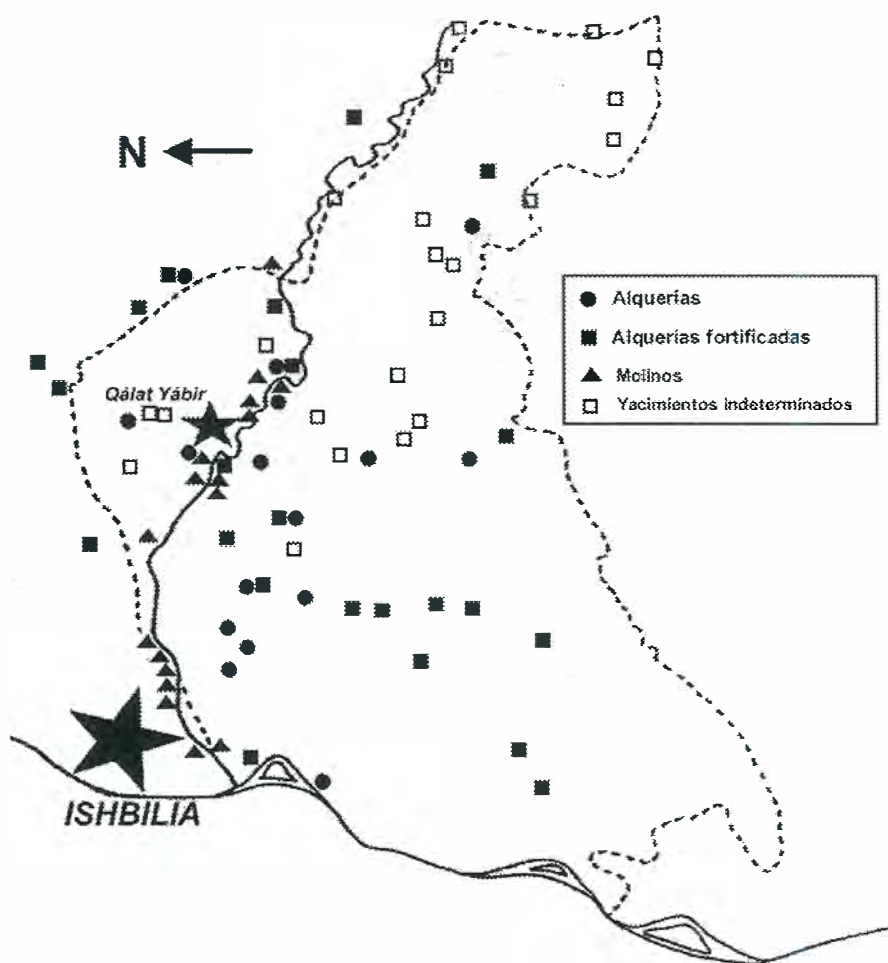 N
Qálat Yábir
ISHBILIA
Alquerías
Alquerías fortificadas
Molinos
Yacimientos indeterminados